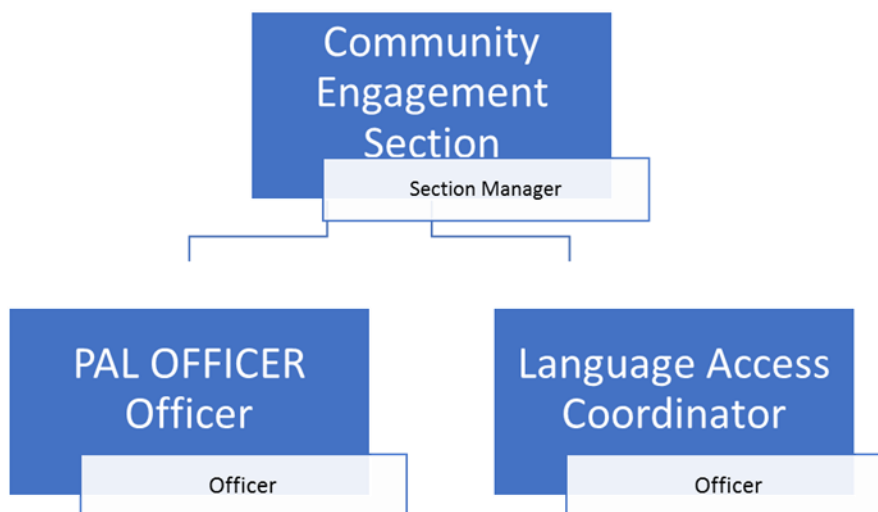 Community
Engagement
Section
Section Manager
PAL OFFICER
Officer
Officer
Language Access
Coordinator
Officer